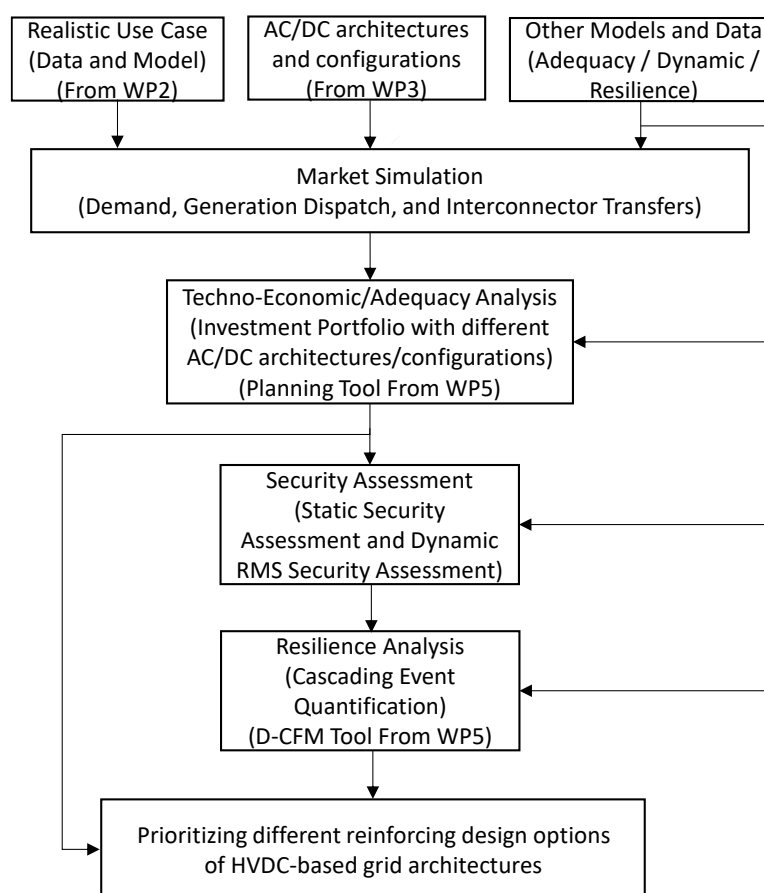 Realistic Use Case
(Data and Model)
(From WP2)
AC/DC architectures
and configurations
(From WP3)
Other Models and Data
(Adequacy / Dynamic /
Resilience)
Market Simulation
(Demand, Generation Dispatch, and Interconnector Transfers)
Techno-Economic/Adequacy Analysis
(Investment Portfolio with different
AC/DC architectures/configurations)
(Planning Tool From WP5)
Security Assessment
(Static Security
Assessment and Dynamic
RMS Security Assessment)
Resilience Analysis
(Cascading Event
Quantification)
(D-CFM Tool From WP5)
Prioritizing different reinforcing design options
of HVDC-based grid architectures